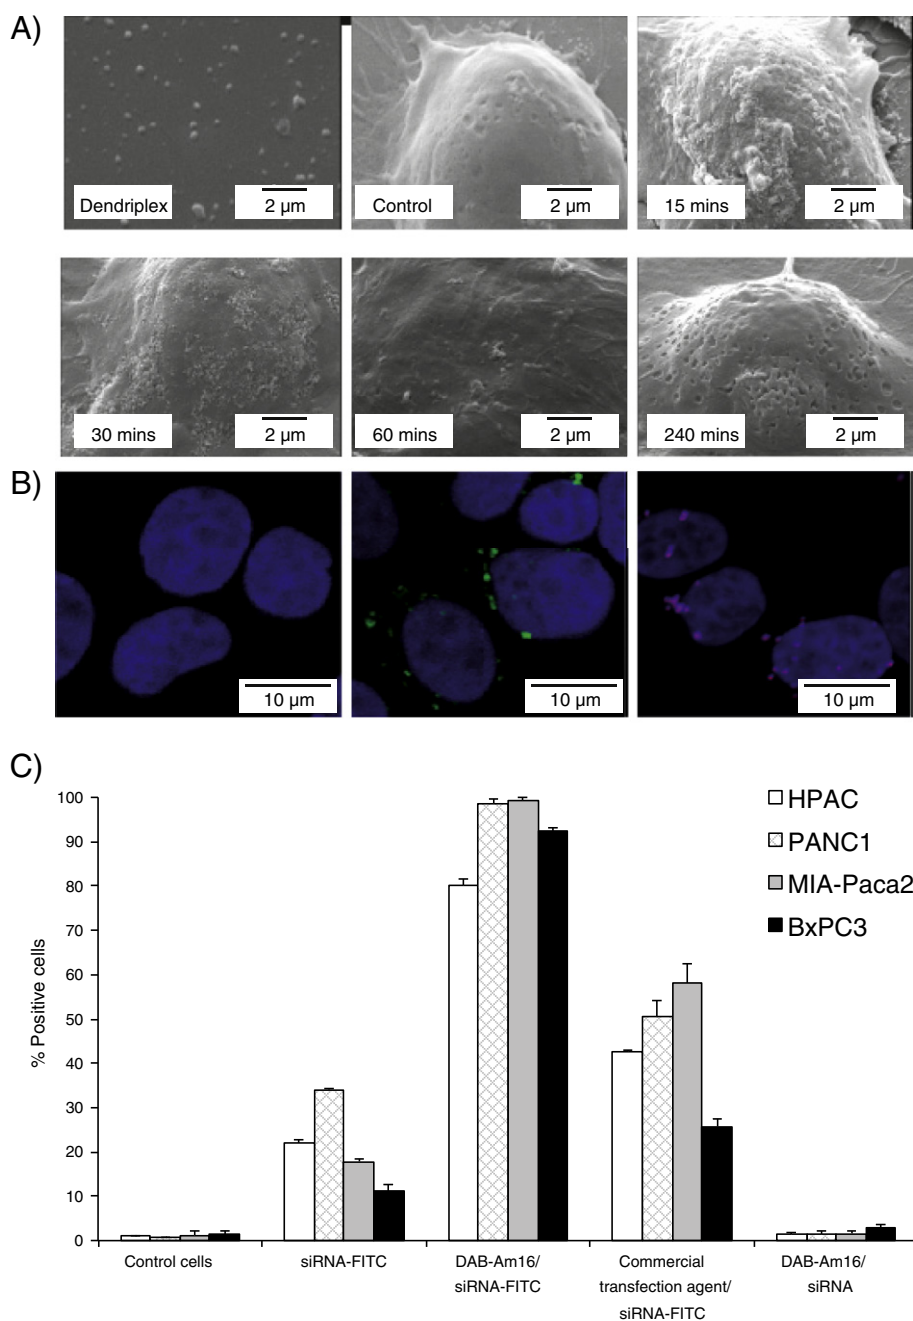 A)
Dendriplex
2 µm
Control
2 µm
15 mins
2 µm
30 mins
2 µm
60 mins
2 µm
240 mins
2 µm
B)
10 µm
10 µm
10 µm
C)
% Positive cells
100
90
80
70
60
50
40
30
20
10
0
HPAC
PANC1
MIA-Paca2
BxPC3
Control cells
siRNA-FITC
DAB-Am16/
siRNA-FITC
Commercial
transfection agent/
siRNA-FITC
DAB-Am16/
siRNA